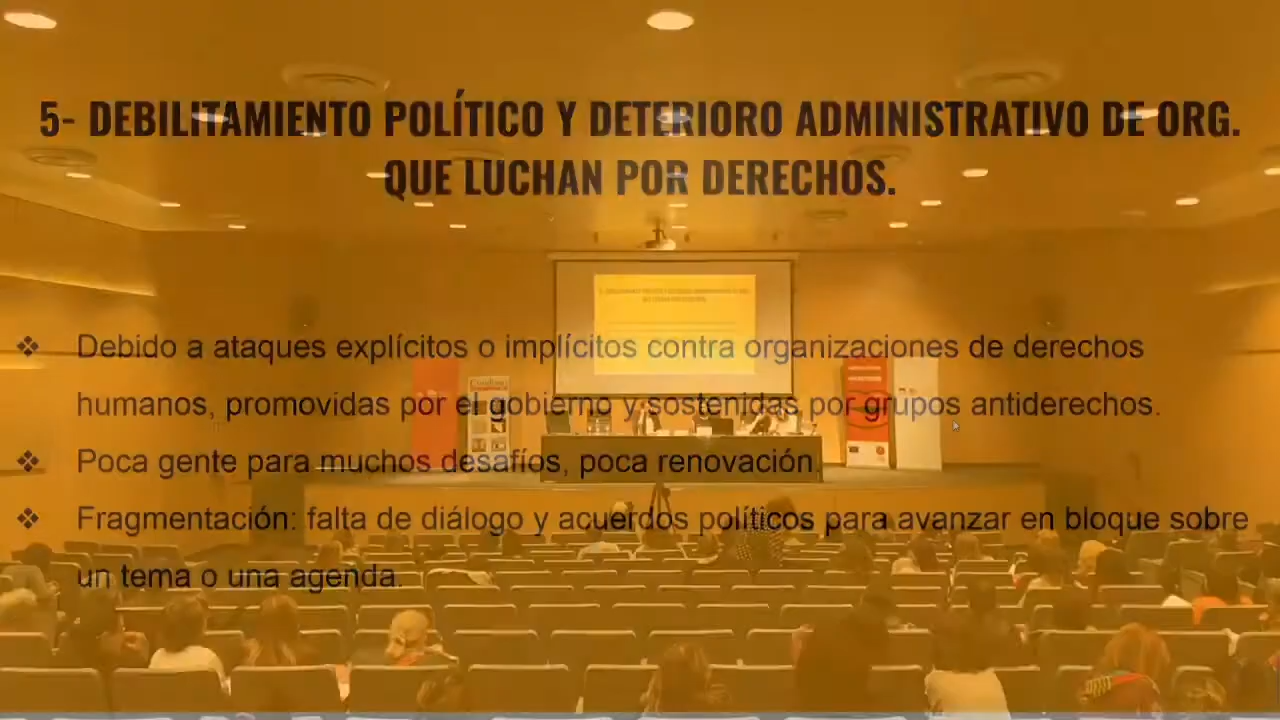 5- DEBILITAMIENTO POLÍTICO Y DETERIORO ADMINISTRATIVO DE ORG.
QUE LUCHAN POR DERECHOS.
❖ Debido a ataques explícitos o implícitos contra organizaciones de derechos
humanos, promovidas por el gobierno y sostenidas por grupos antiderechos.
❖ Poca gente para muchos desafíos, poca renovación.
❖ Fragmentación: falta de diálogo y acuerdos políticos para avanzar en bloque sobre
un tema o una agenda.